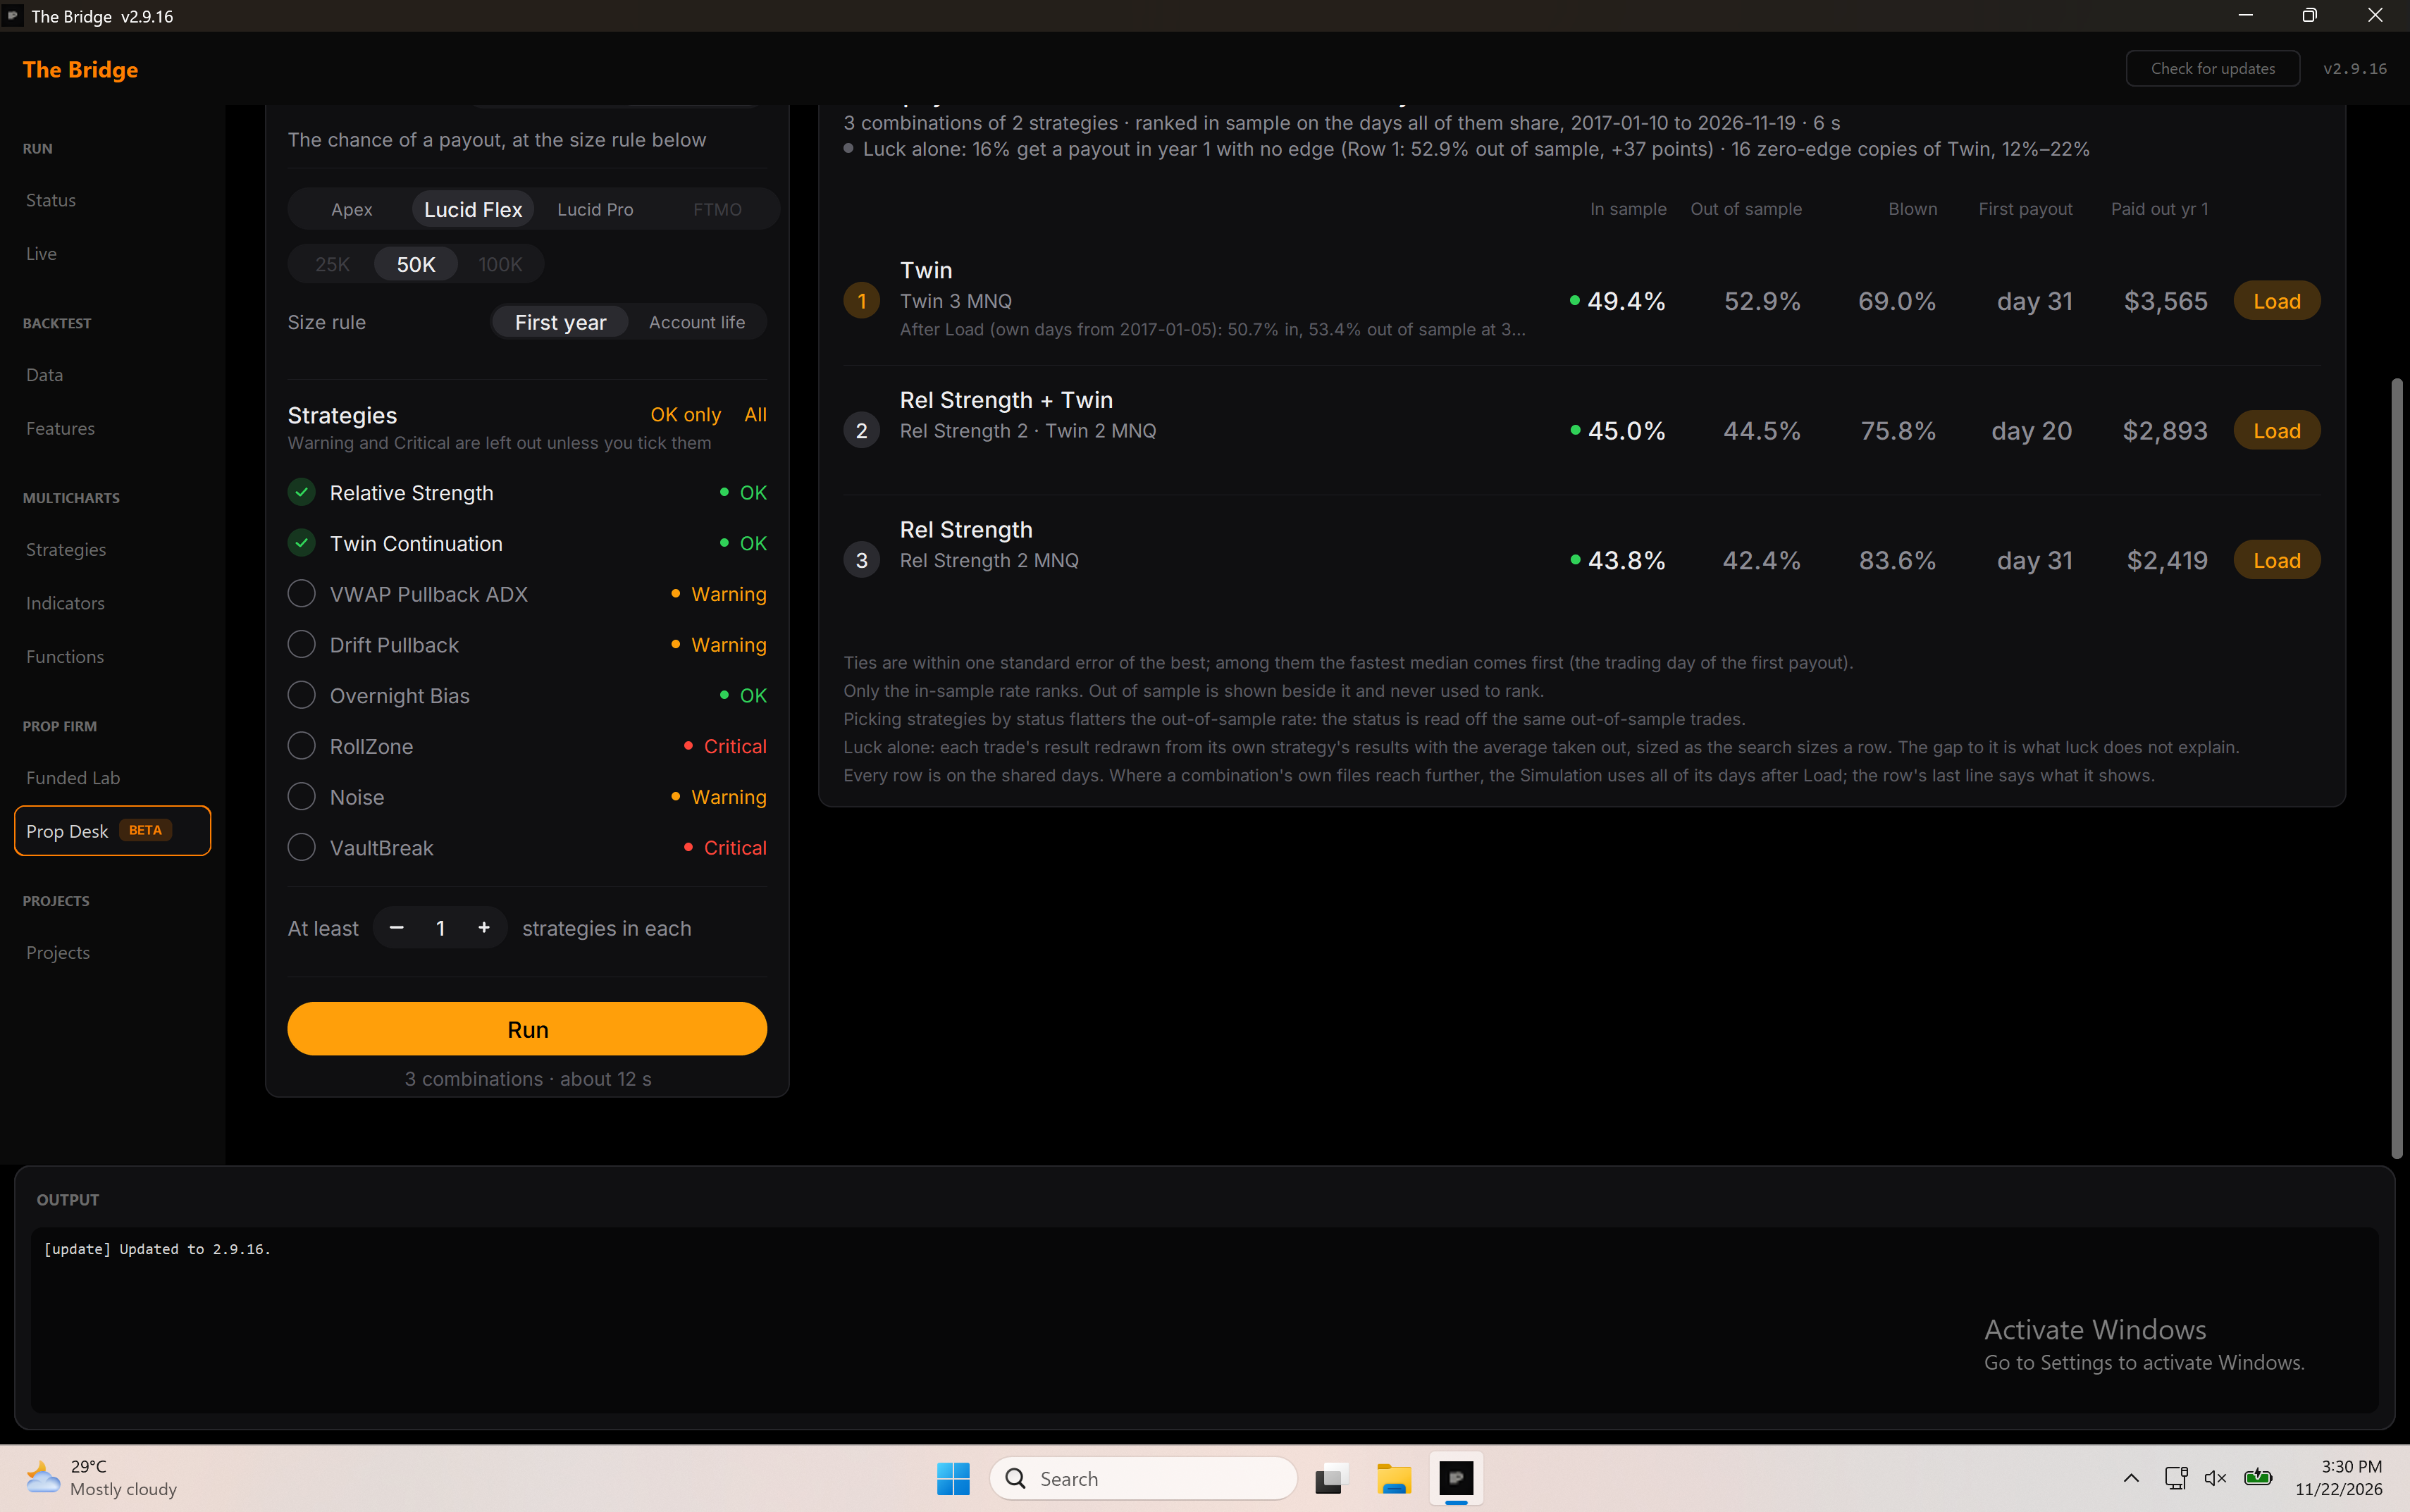 The Bridge v2.9.16
The Bridge
Check for updates
v2.9.16
RUN
Status
Live
BACKTEST
Data
Features
MULTICHARTS
Strategies
Indicators
Functions
PROP FIRM
Funded Lab
Prop Desk BETA
PROJECTS
Projects
The chance of a payout, at the size rule below
Apex Lucid Flex Lucid Pro FTMO
25K 50K 100K
Size rule First year Account life
Strategies OK only All
Warning and Critical are left out unless you tick them
Relative Strength OK
Twin Continuation OK
VWAP Pullback ADX Warning
Drift Pullback Warning
Overnight Bias OK
RollZone Critical
Noise Warning
VaultBreak Critical
At least − 1 + strategies in each
Run
3 combinations · about 12 s
3 combinations of 2 strategies · ranked in sample on the days all of them share, 2017-01-10 to 2026-11-19 · 6 s
Luck alone: 16% get a payout in year 1 with no edge (Row 1: 52.9% out of sample, +37 points) · 16 zero-edge copies of Twin, 12%–22%
In sample Out of sample Blown First payout Paid out yr 1
Twin
1 Twin 3 MNQ 49.4% 52.9% 69.0% day 31 $3,565 Load
After Load (own days from 2017-01-05): 50.7% in, 53.4% out of sample at 3...
Rel Strength + Twin
2 Rel Strength 2 · Twin 2 MNQ 45.0% 44.5% 75.8% day 20 $2,893 Load
Rel Strength
3 Rel Strength 2 MNQ 43.8% 42.4% 83.6% day 31 $2,419 Load
Ties are within one standard error of the best; among them the fastest median comes first (the trading day of the first payout).
Only the in-sample rate ranks. Out of sample is shown beside it and never used to rank.
Picking strategies by status flatters the out-of-sample rate: the status is read off the same out-of-sample trades.
Luck alone: each trade's result redrawn from its own strategy's results with the average taken out, sized as the search sizes a row. The gap to it is what luck does not explain.
Every row is on the shared days. Where a combination's own files reach further, the Simulation uses all of its days after Load; the row's last line says what it shows.
OUTPUT
[update] Updated to 2.9.16.
Activate Windows
Go to Settings to activate Windows.
29°C
Mostly cloudy
Search
3:30 PM
11/22/2026